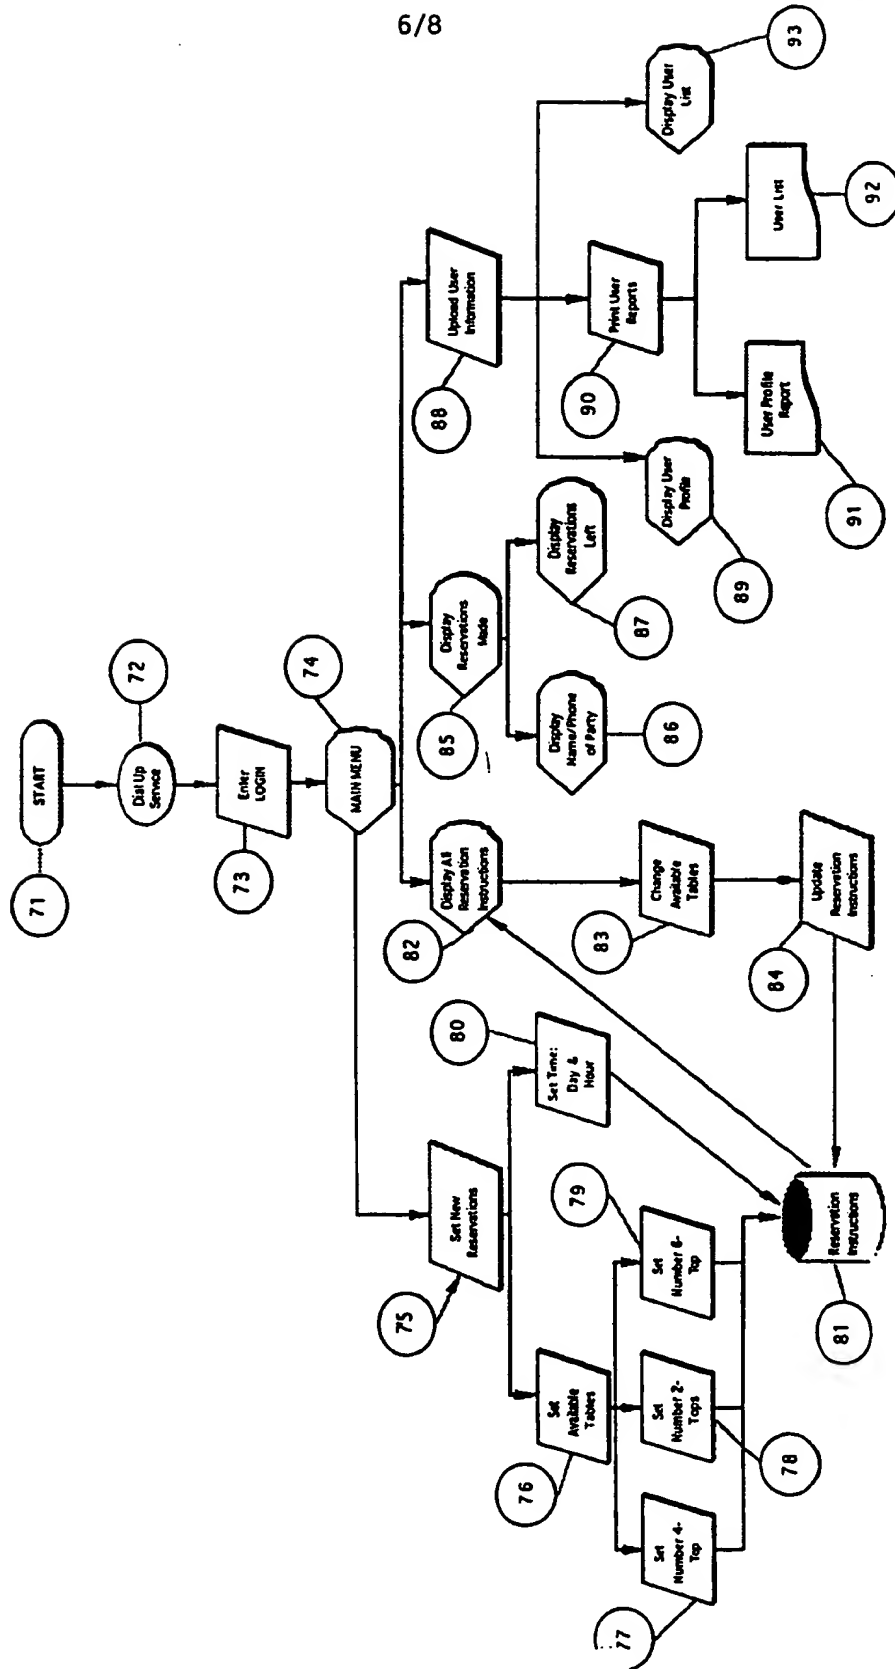 6/8
START
71
Dial Up
Service
72
Enter
LOGIN
73
MAIN MENU
74
Set New
Reservations
75
Set
Available
Tables
76
Set
Number 4-
Top
77
Set
Number 2-
Tops
78
Set
Number 6-
Top
79
Set Time:
Day &
Hour
80
Reservation
Instructions
81
Display All
Reservation
Instructions
82
Change
Available
Tables
83
Update
Reservation
Instructions
84
Display
Reservations
Made
85
Display
Name/Phone
of Party
86
Display
Reservations
Left
87
Upload User
Information
88
Display User
Profile
89
Print User
Reports
90
User Profile
Report
91
User List
92
Display User
List
93